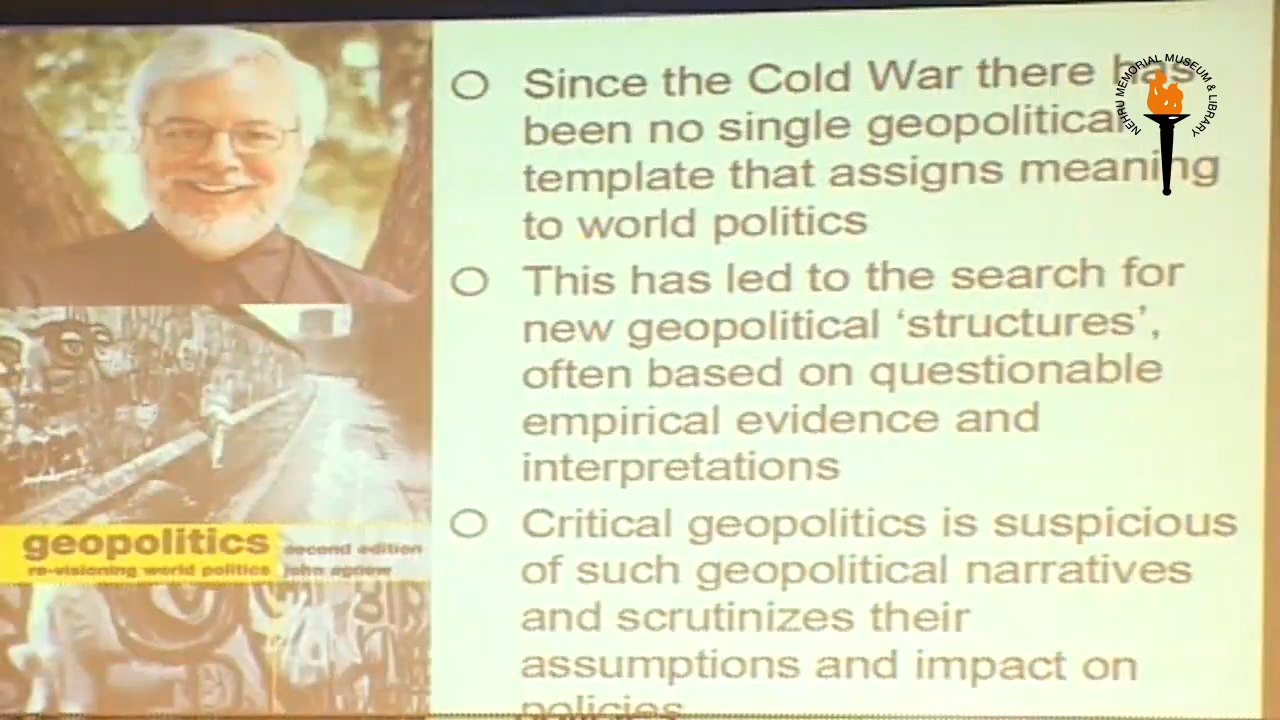 Since the Cold War there has
been no single geopolitical
template that assigns meaning
to world politics
This has led to the search for
new geopolitical ‘structures’,
often based on questionable
empirical evidence and
interpretations
Critical geopolitics is suspicious
of such geopolitical narratives
and scrutinizes their
assumptions and impact on
policies
geopolitics second edition
re-visioning world politics john agnew
NEHRU MEMORIAL MUSEUM & LIBRARY